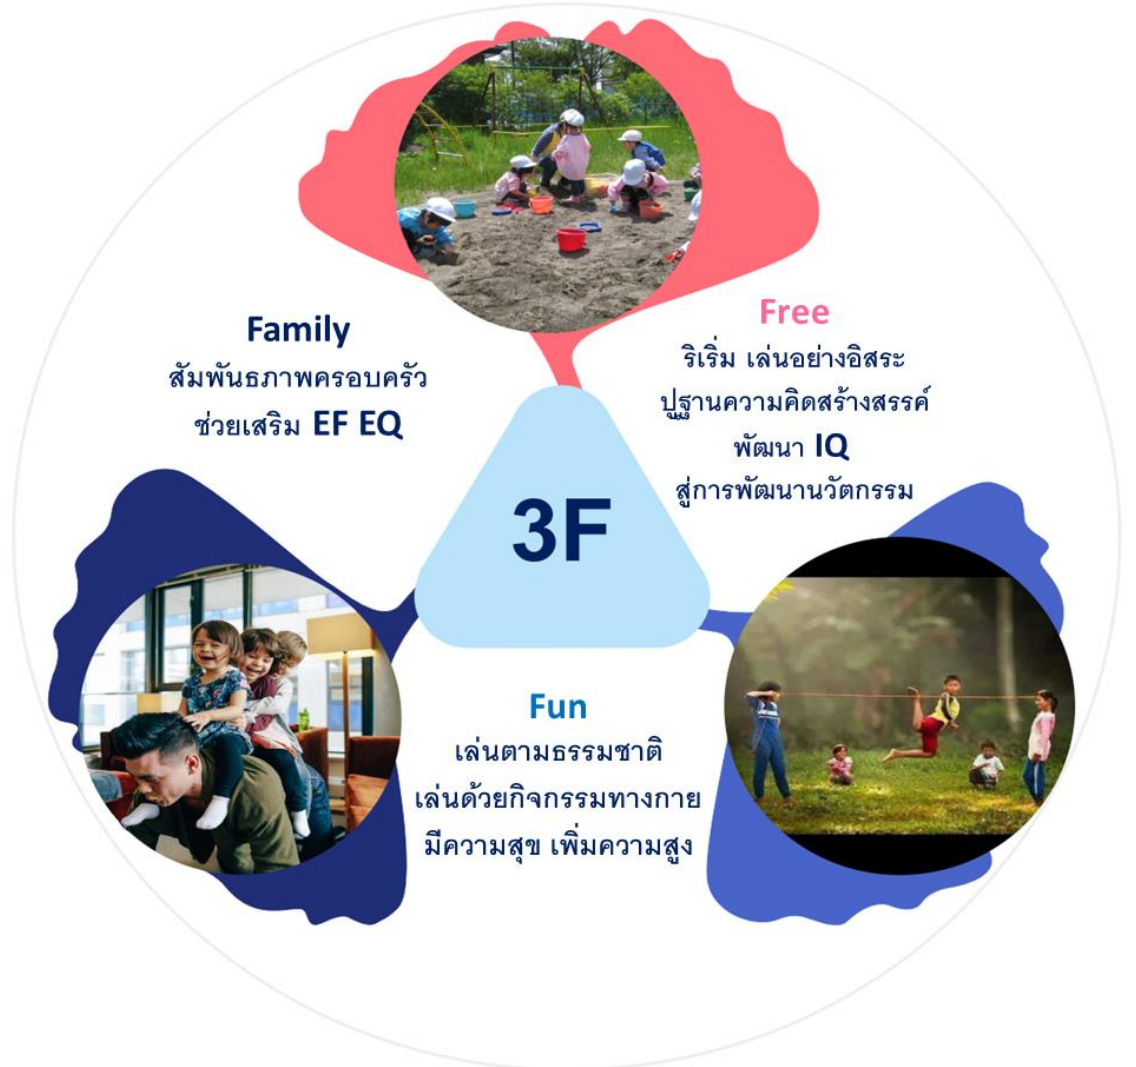 Family
สัมพันธภาพครอบครัว
ช่วยเสริม EF EQ
Free
ริเริ่ม เล่นอย่างอิสระ
ปูฐานความคิดสร้างสรรค์
พัฒนา IQ
สู่การพัฒนานวัตกรรม
3F
Fun
เล่นตามธรรมชาติ
เล่นด้วยกิจกรรมทางกาย
มีความสุข เพิ่มความสูง